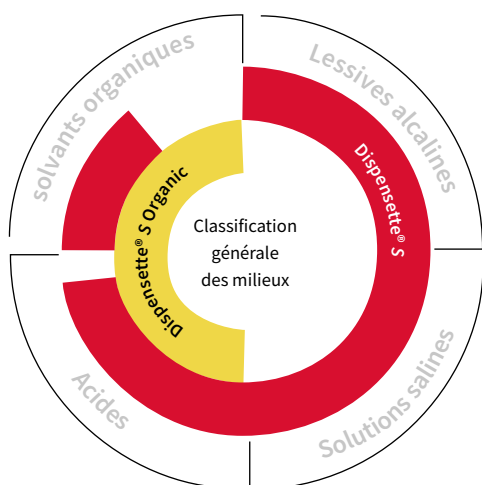 solvants organiques
Lessives alcalines
Dispensette® S Organic
Dispensette® S
Classification
générale
des milieux
Acides
Solutions salines